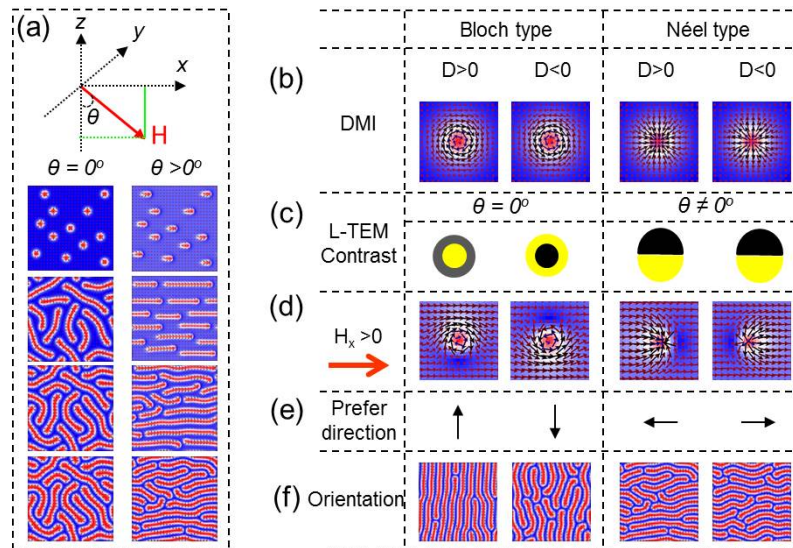 (a)
z
y
x
θ
H
θ = 0°
θ >0°
Bloch type
Néel type
(b)
D>0
D<0
D>0
D<0
DMI
(c)
θ = 0°
θ ≠ 0°
L-TEM
Contrast
(d)
Hₓ >0
(e)
Prefer
direction
(f)
Orientation